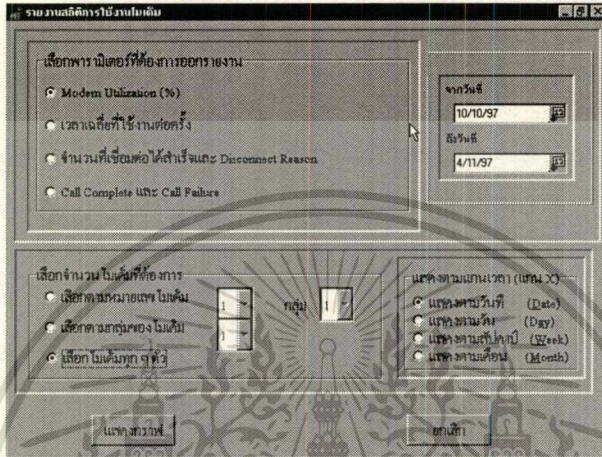 รายงานสถิติการใช้งานโมเด็ม
เลือกพารามิเตอร์ที่ต้องการออกรายงาน
Modem Utilization (%)
เวลาเฉลี่ยที่ใช้งานต่อครั้ง
จำนวนที่เชื่อมต่อได้สำเร็จและ Disconnect Reason
Call Complete และ Call Failure
จากวันที่
10/10/97
ถึงวันที่
4/11/97
เลือกจำนวนโมเด็มที่ต้องการ
เลือกตามหมายเลขโมเด็ม 1 กลุ่ม 1
เลือกตามกลุ่มของโมเด็ม 1
เลือกโมเด็มทุก ๆ ตัว
แสดงตามแกนเวลา (แกน X)
แสดงตามวันที่ (Date)
แสดงตามวัน (Day)
แสดงตามสัปดาห์ (Week)
แสดงตามเดือน (Month)
แสดงกราฟ
ยกเลิก